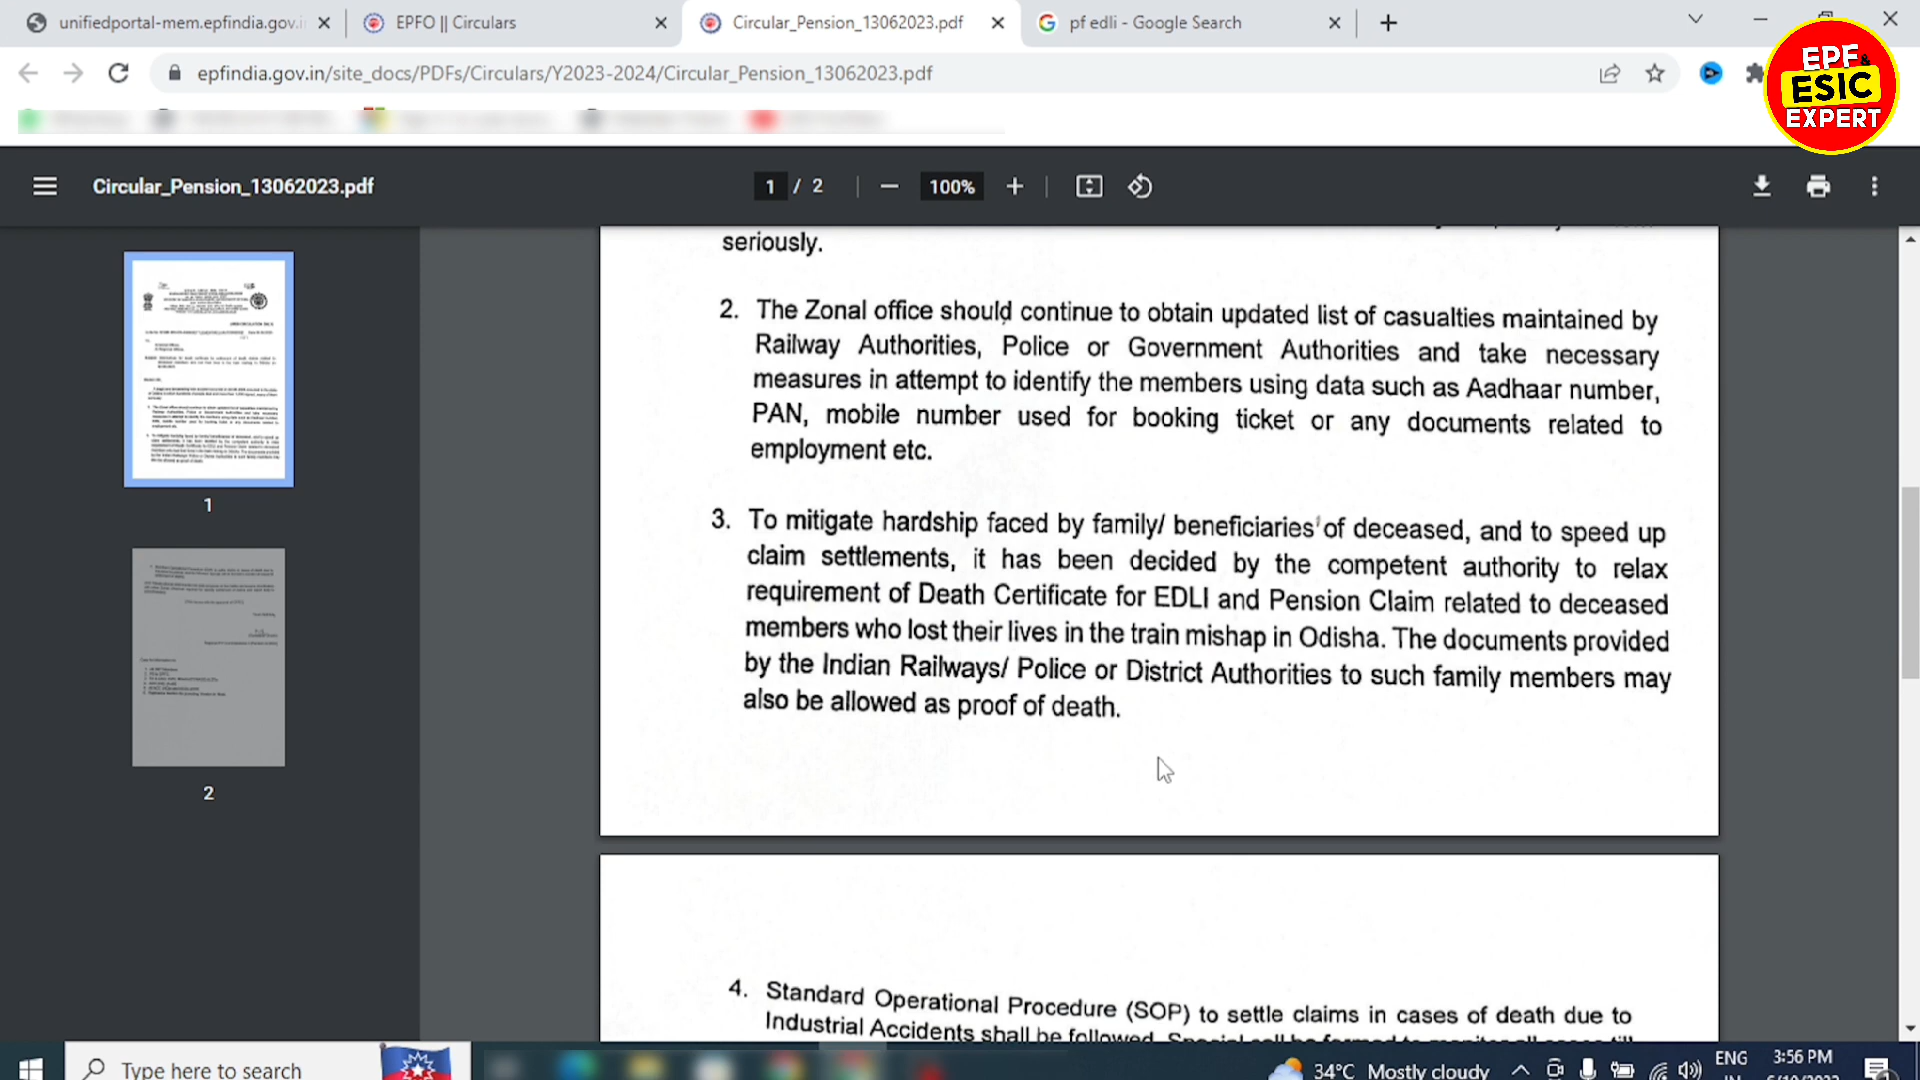 unifiedportal-mem.epfindia.gov.i
EPFO || Circulars
Circular_Pension_13062023.pdf
pf edli - Google Search
epfindia.gov.in/site_docs/PDFs/Circulars/Y2023-2024/Circular_Pension_13062023.pdf
EPF &
ESIC
EXPERT
Circular_Pension_13062023.pdf
1 / 2
100%
seriously.
2. The Zonal office should continue to obtain updated list of casualties maintained by
Railway Authorities, Police or Government Authorities and take necessary
measures in attempt to identify the members using data such as Aadhaar number,
PAN, mobile number used for booking ticket or any documents related to
employment etc.
3. To mitigate hardship faced by family/ beneficiaries of deceased, and to speed up
claim settlements, it has been decided by the competent authority to relax
requirement of Death Certificate for EDLI and Pension Claim related to deceased
members who lost their lives in the train mishap in Odisha. The documents provided
by the Indian Railways/ Police or District Authorities to such family members may
also be allowed as proof of death.
1
2
4. Standard Operational Procedure (SOP) to settle claims in cases of death due to
Industrial Accidents shall be followed.
Type here to search
34°C Mostly cloudy
ENG
3:56 PM